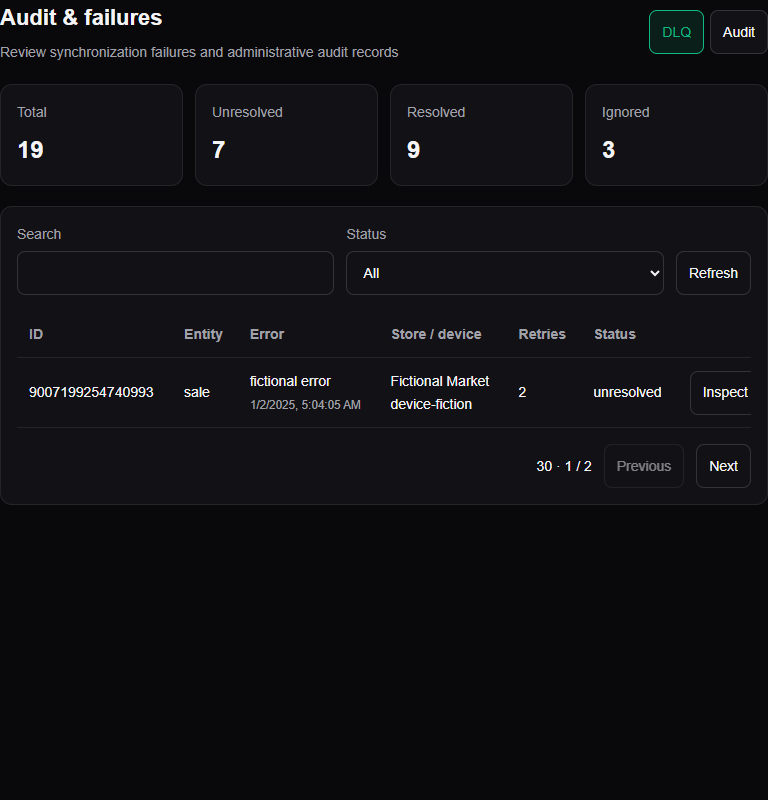 Audit & failures
Review synchronization failures and administrative audit records
DLQ Audit
Total Unresolved Resolved Ignored
19 7 9 3
Search Status
All Refresh
ID Entity Error Store / device Retries Status
9007199254740993 sale fictional error Fictional Market 2 unresolved Inspect
1/2/2025, 5:04:05 AM device-fiction
30 · 1 / 2 Previous Next